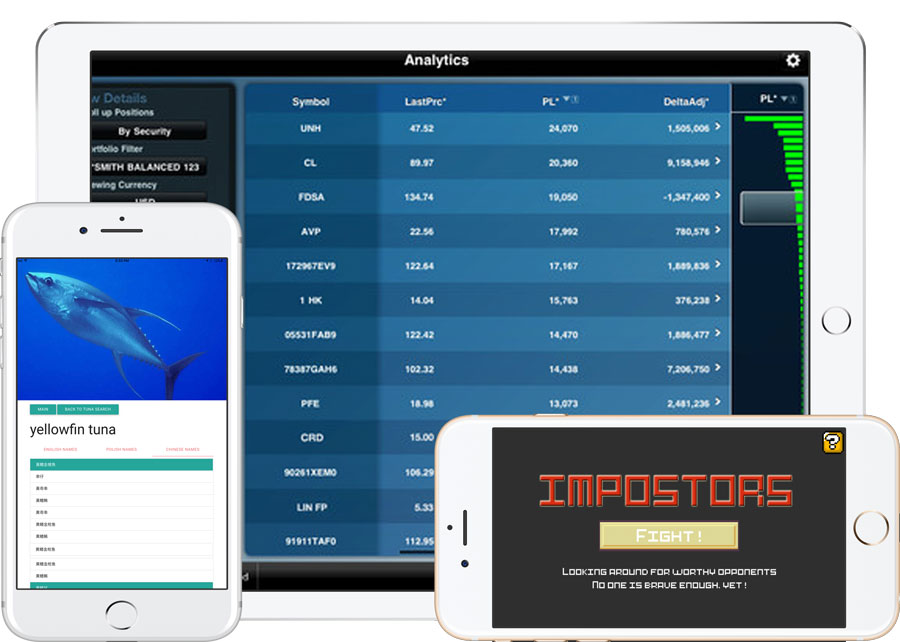 Analytics
w Details
ll up Positions
By Security
rtfolio Filter
*SMITH BALANCED 123
ewing Currency
USD
Symbol LastPrc* PL* DeltaAdj* PL*
UNH 47.52 24,070 1,505,006
CL 89.97 20,360 9,158,946
FDSA 134.74 19,050 -1,347,400
AVP 22.56 17,992 780,576
172967EV9 122.64 17,167 1,889,836
1 HK 14.04 15,763 376,238
05531FAB9 122.42 14,470 1,886,477
78387GAH6 102.32 14,438 7,206,750
PFE 18.98 13,073 2,481,236
CRD 15.00
90261XEM0 106.29
LIN FP 5.33
91911TAF0 112.95
d
MAIN BACK TO TUNA SEARCH
yellowfin tuna
ENGLISH NAMES CHINESE NAMES
?
IMPOSTORS
FIGHT!
LOOKING AROUND FOR WORTHY OPPONENTS
NO ONE IS BRAVE ENOUGH, YET!